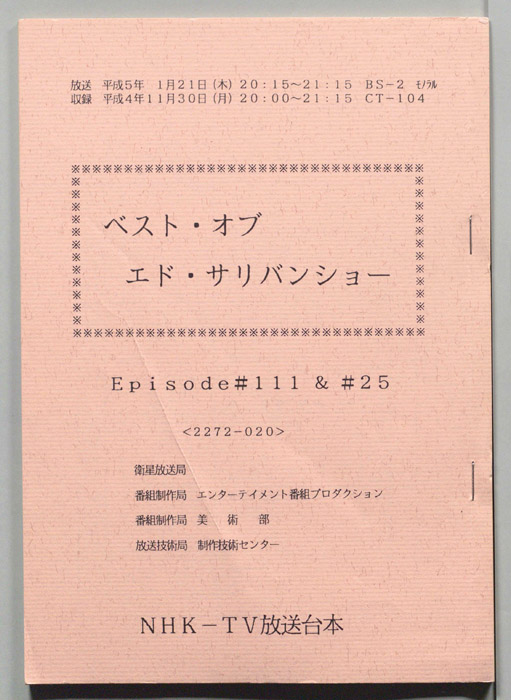 放送 平成5年 1月21日(木)20:15～21:15 BS-2 モノラル
収録 平成4年11月30日(月)20:00～21:15 CT-104
ベスト・オブ
エド・サリバンショー
Episode#111 & #25
<2272-020>
衛星放送局
番組制作局 エンターテイメント番組プロダクション
番組制作局 美術部
放送技術局 制作技術センター
NHK-TV放送台本